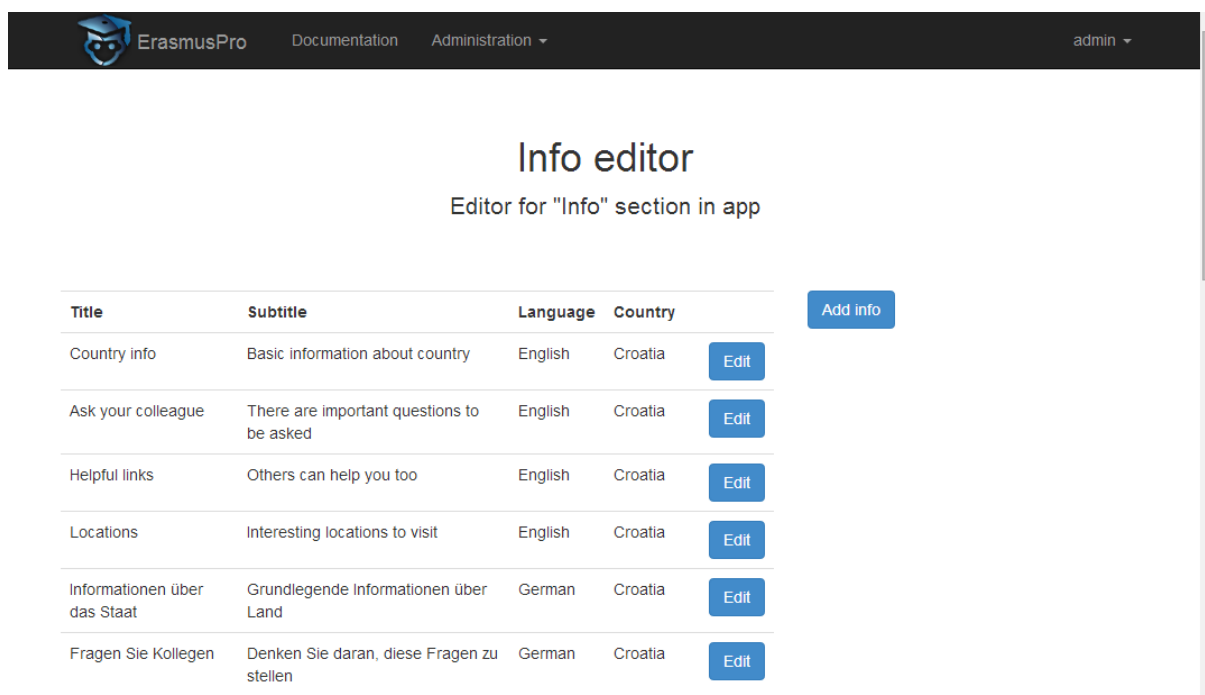 ErasmusPro Documentation Administration admin
Info editor
Editor for "Info" section in app
Title Subtitle Language Country Add info
Country info Basic information about country English Croatia Edit
Ask your colleague There are important questions to be asked English Croatia Edit
Helpful links Others can help you too English Croatia Edit
Locations Interesting locations to visit English Croatia Edit
Informationen über das Staat Grundlegende Informationen über Land German Croatia Edit
Fragen Sie Kollegen Denken Sie daran, diese Fragen zu stellen German Croatia Edit